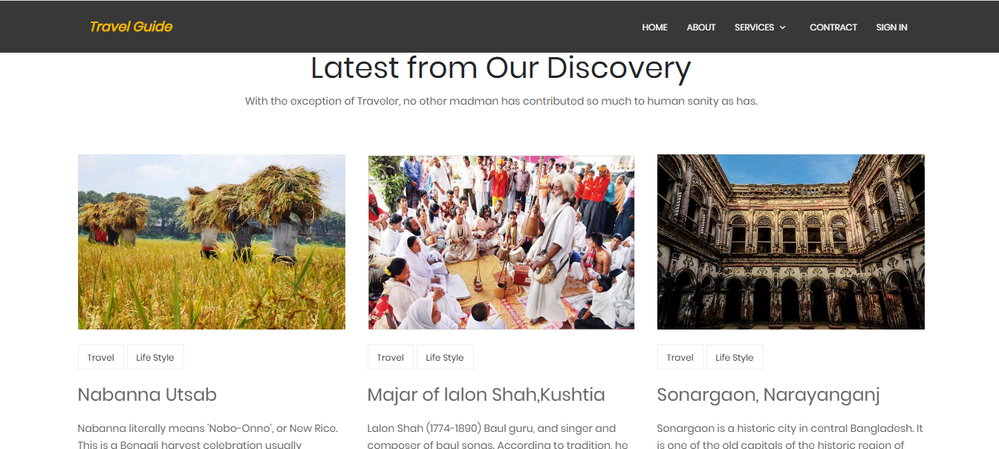 Travel Guide
HOME ABOUT SERVICES CONTRACT SIGN IN
Latest from Our Discovery
With the exception of Traveler, no other madman has contributed so much to human sanity as has.
Travel Life Style
Nabanna Utsab
Nabanna literally means 'Nobo-Onno', or New Rice.
This is a Bengali harvest celebration usually
Travel Life Style
Majar of lalon Shah,Kushtia
Lalon Shah (1774-1890) Baul guru, and singer and
composer of baul songs. According to tradition, he
Travel Life Style
Sonargaon, Narayanganj
Sonargaon is a historic city in central Bangladesh. It
is one of the old capitals of the historic region of